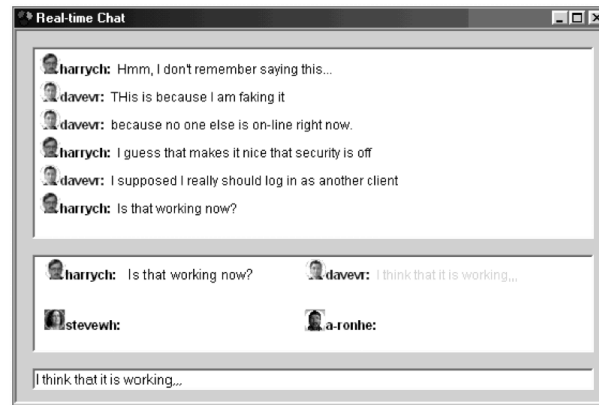 Real-time Chat
harrych: Hmm, I don't remember saying this...
davevr: THis is because I am faking it
davevr: because no one else is on-line right now.
harrych: I guess that makes it nice that security is off
davevr: I supposed I really should log in as another client
harrych: Is that working now?
harrych: Is that working now? davevr: I think that it is working,,,
stevewh: a-ronhe:
I think that it is working,,,